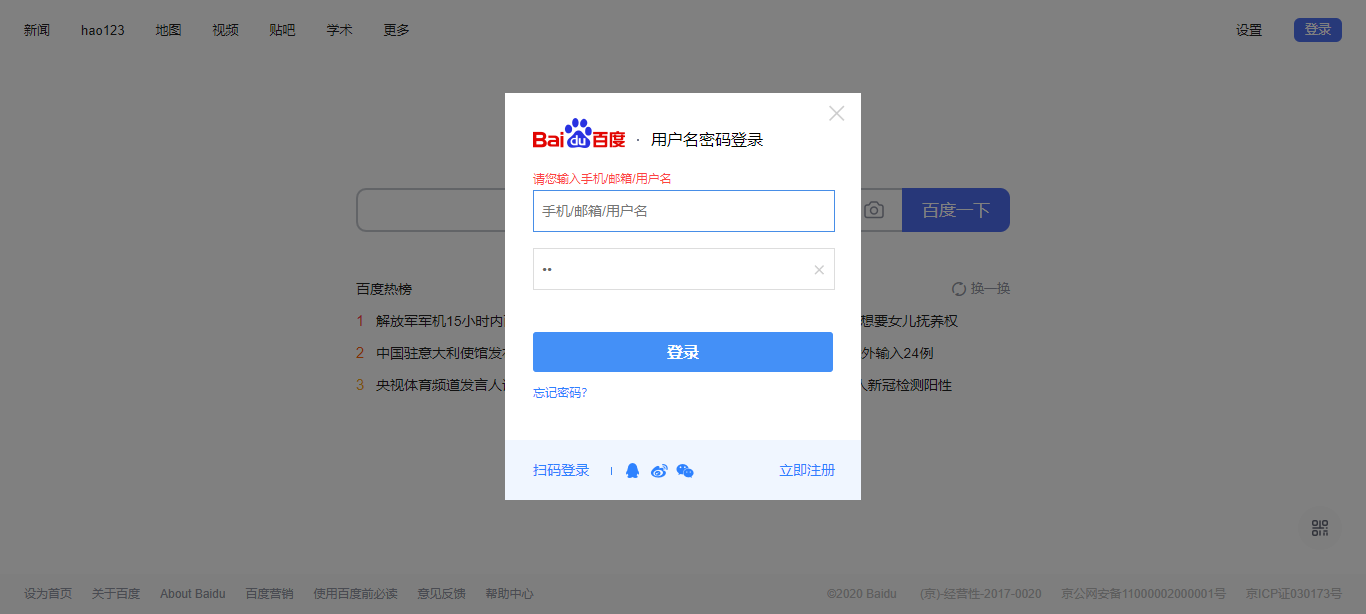 新闻 hao123 地图 视频 贴吧 学术 更多 设置 登录
Baidu百度 · 用户名密码登录
请您输入手机/邮箱/用户名
手机/邮箱/用户名
百度一下
••
百度热榜 换一换
1 解放军军机15小时内
想要女儿抚养权
2 中国驻意大利使馆发
外输入24例
3 央视体育频道发言人
新冠检测阳性
登录
忘记密码?
扫码登录 立即注册
设为首页 关于百度 About Baidu 百度营销 使用百度前必读 意见反馈 帮助中心 ©2020 Baidu (京)-经营性-2017-0020 京公网安备11000002000001号 京ICP证030173号